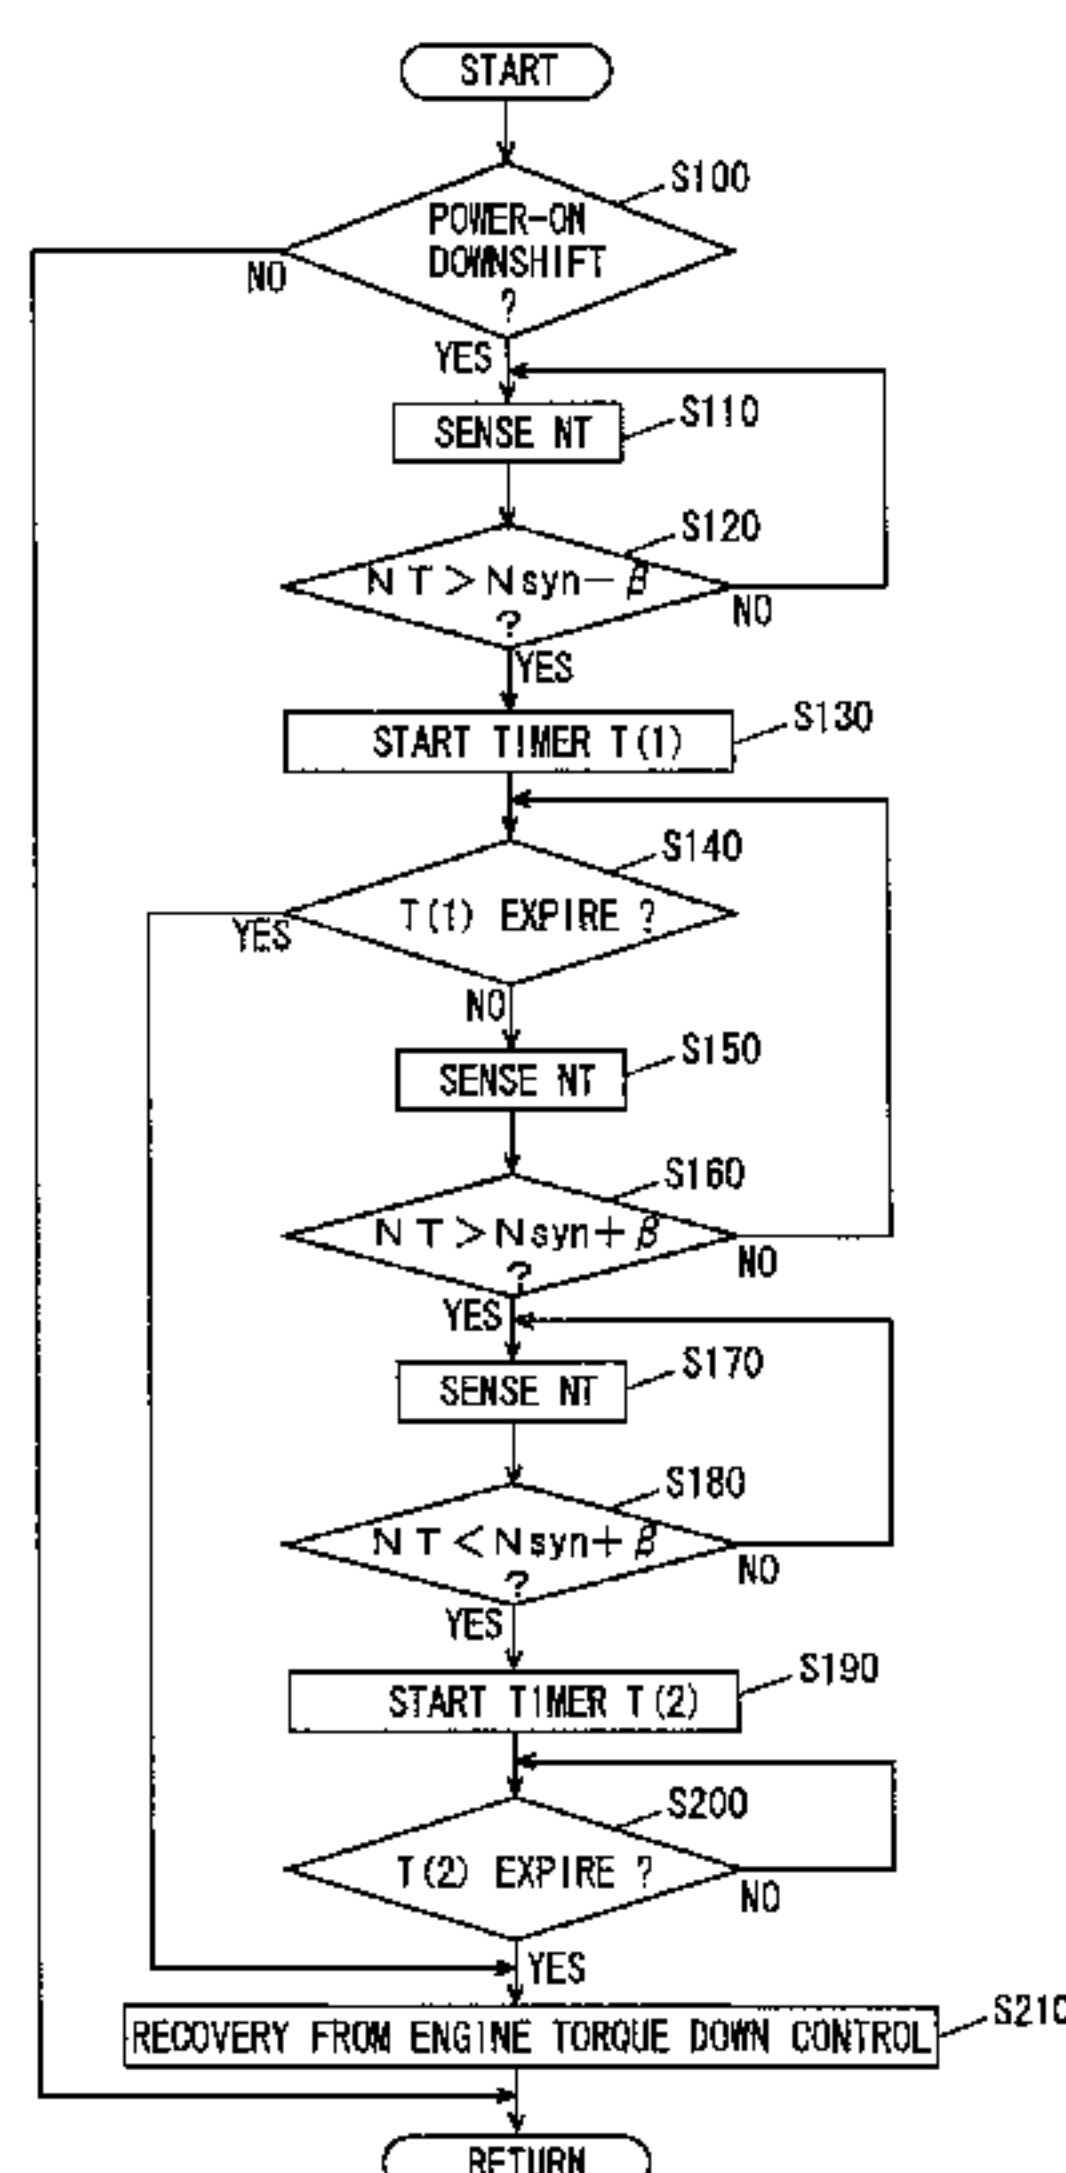 START
S100
POWER-ON
DOWNSHIFT
?
NO
YES
SENSE NT
S110
S120
NT>Nsyn-β
?
NO
YES
START TIMER T(1)
S130
S140
T(1) EXPIRE ?
YES
NO
SENSE NT
S150
S160
NT>Nsyn+β
?
NO
YES
SENSE NT
S170
S180
NT<Nsyn+β
?
NO
YES
START TIMER T(2)
S190
S200
T(2) EXPIRE ?
NO
YES
RECOVERY FROM ENGINE TORQUE DOWN CONTROL
S210
RETURN